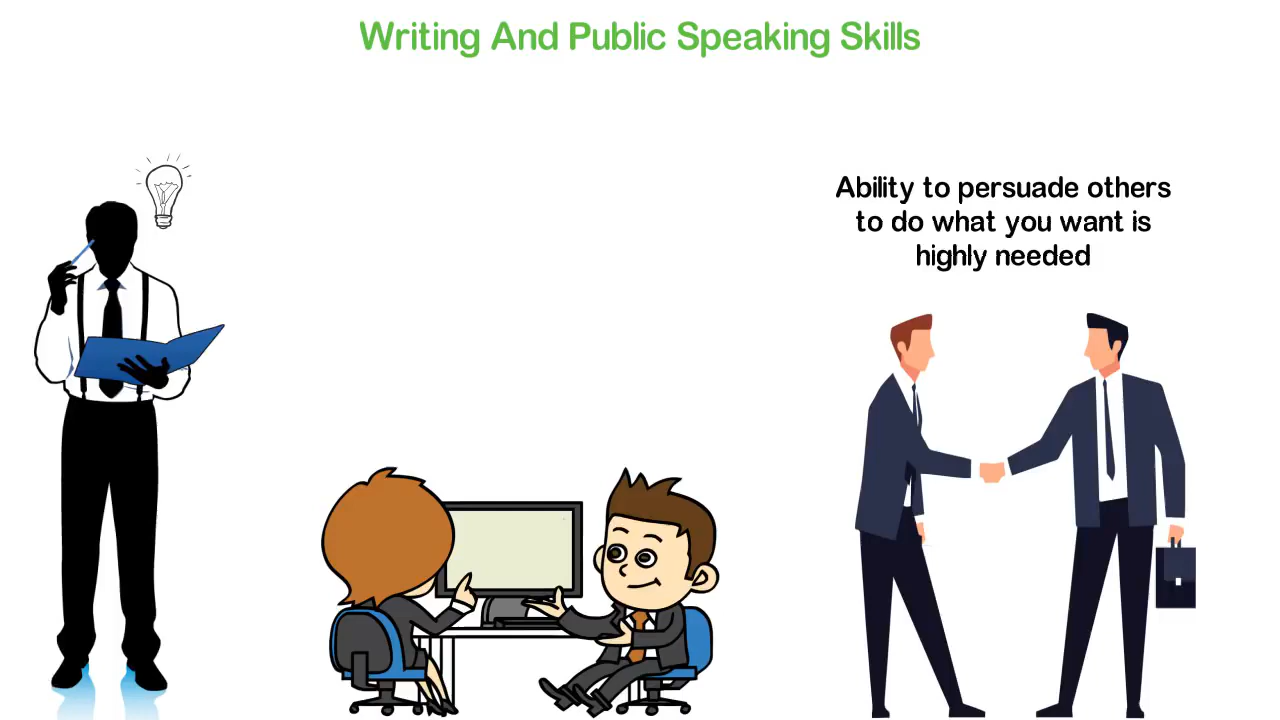 Writing And Public Speaking Skills
Ability to persuade others
to do what you want is
highly needed